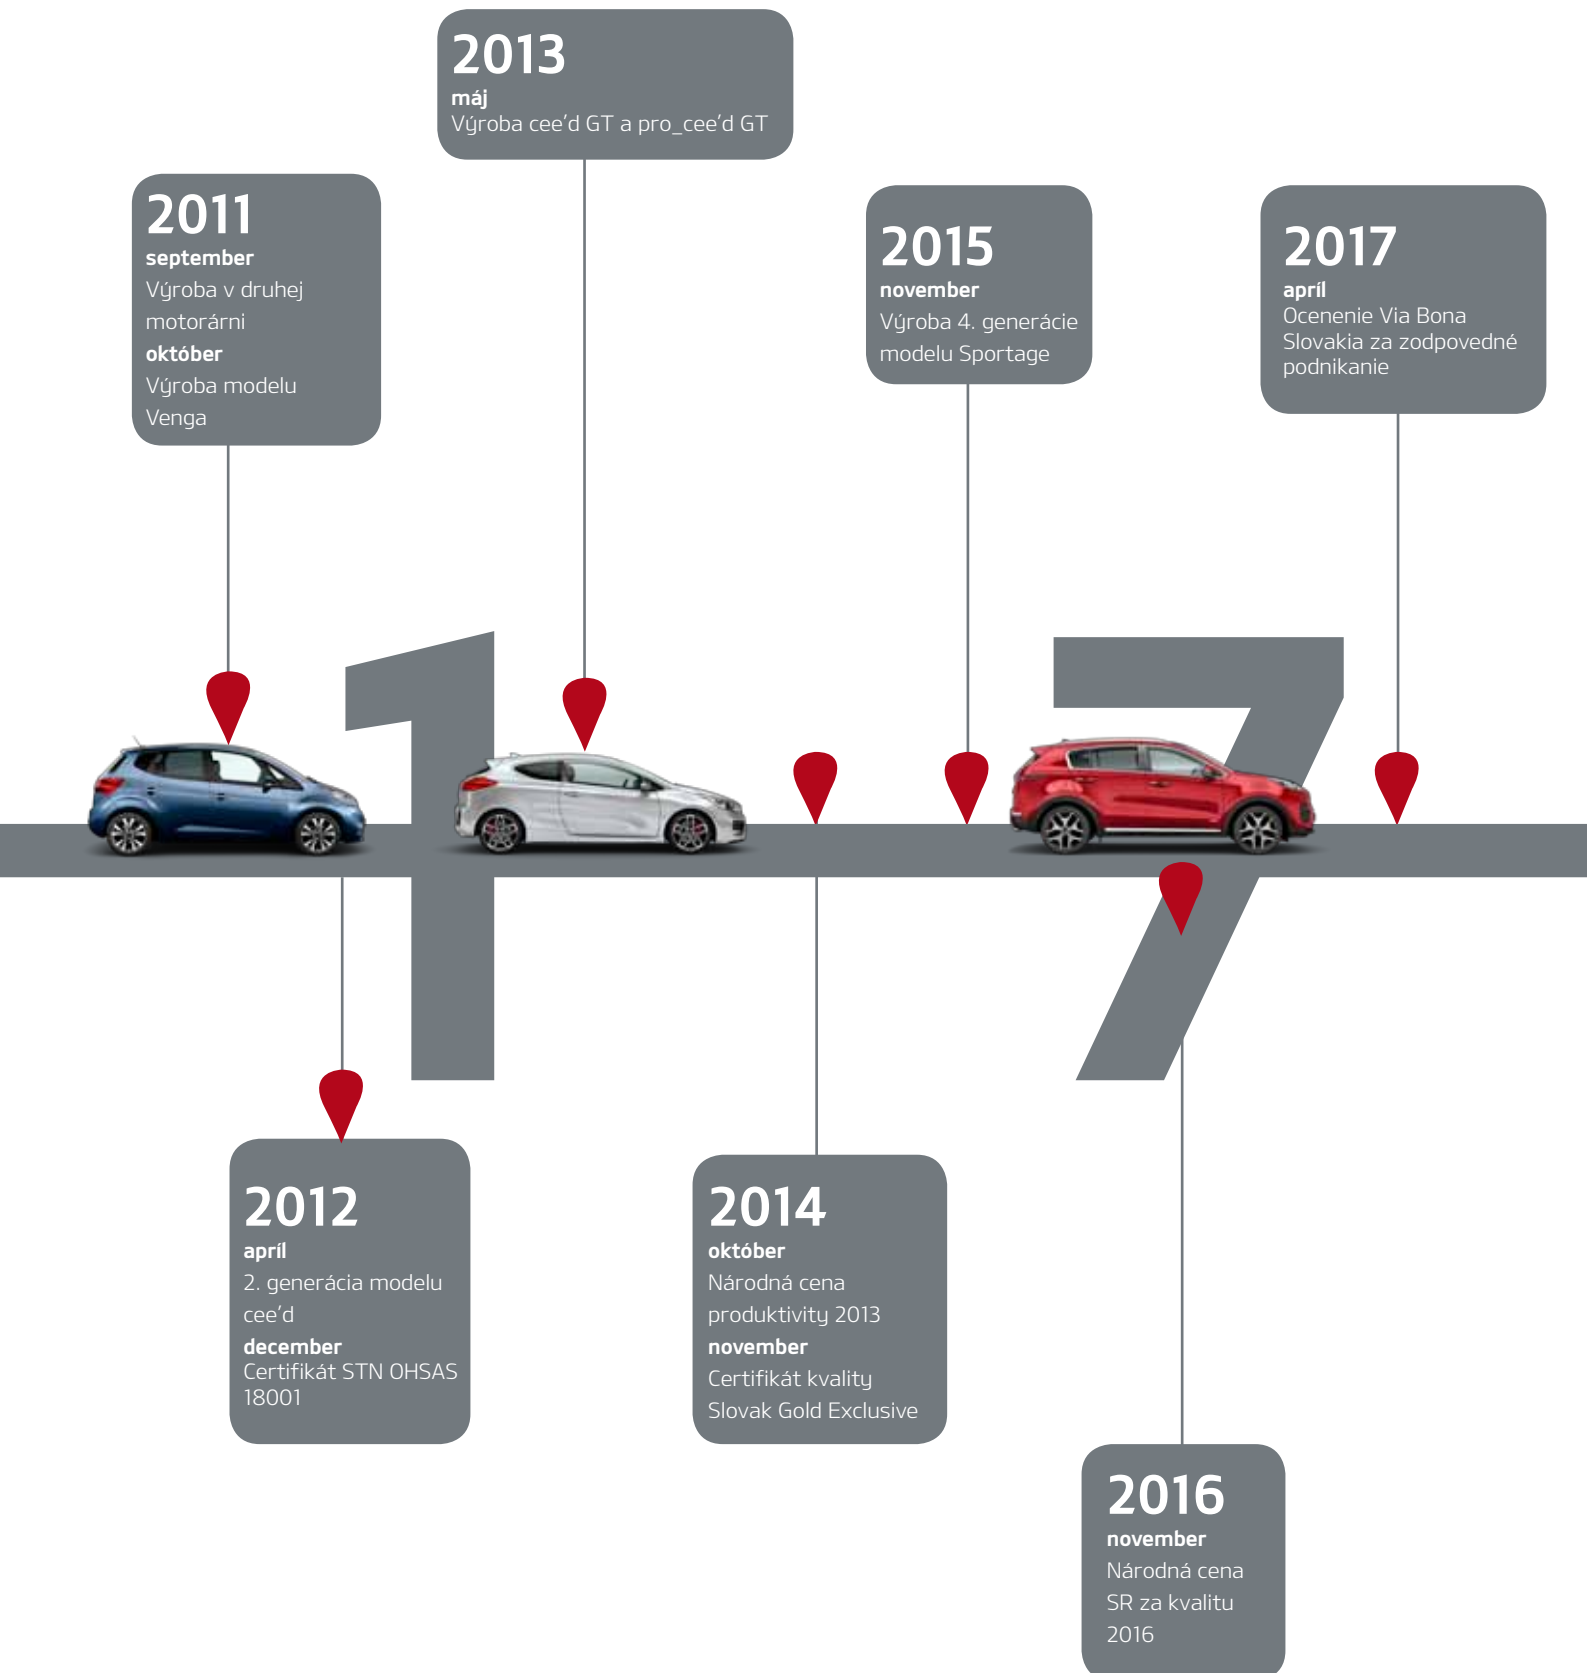 2013
máj
Výroba cee’d GT a pro_cee’d GT
2011
september
Výroba v druhej
motorárni
október
Výroba modelu
Venga
2015
november
Výroba 4. generácie
modelu Sportage
2017
apríl
Ocenenie Via Bona
Slovakia za zodpovedné
podnikanie
17
2012
apríl
2. generácia modelu
cee’d
december
Certifikát STN OHSAS
18001
2014
október
Národná cena
produktivity 2013
november
Certifikát kvality
Slovak Gold Exclusive
2016
november
Národná cena
SR za kvalitu
2016